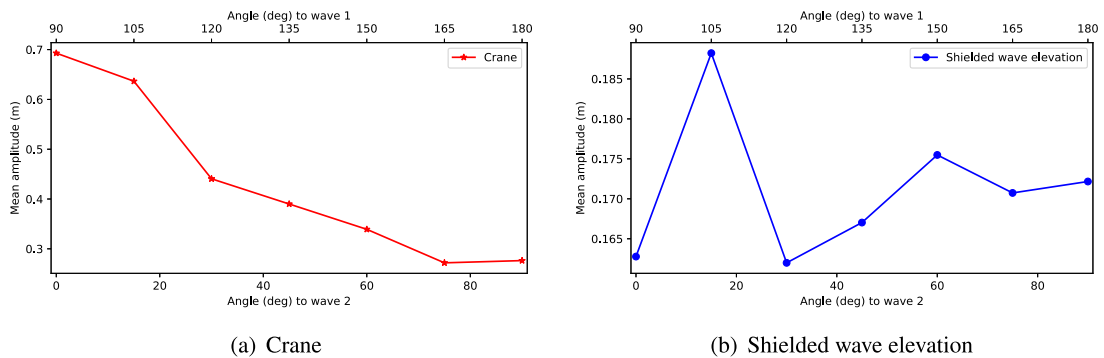 Angle (deg) to wave 1
90 105 120 135 150 165 180
0.7
0.6
0.5
0.4
0.3
Mean amplitude (m)
Crane
0 20 40 60 80
Angle (deg) to wave 2
(a) Crane
Angle (deg) to wave 1
90 105 120 135 150 165 180
0.185
0.180
0.175
0.170
0.165
Mean amplitude (m)
Shielded wave elevation
0 20 40 60 80
Angle (deg) to wave 2
(b) Shielded wave elevation